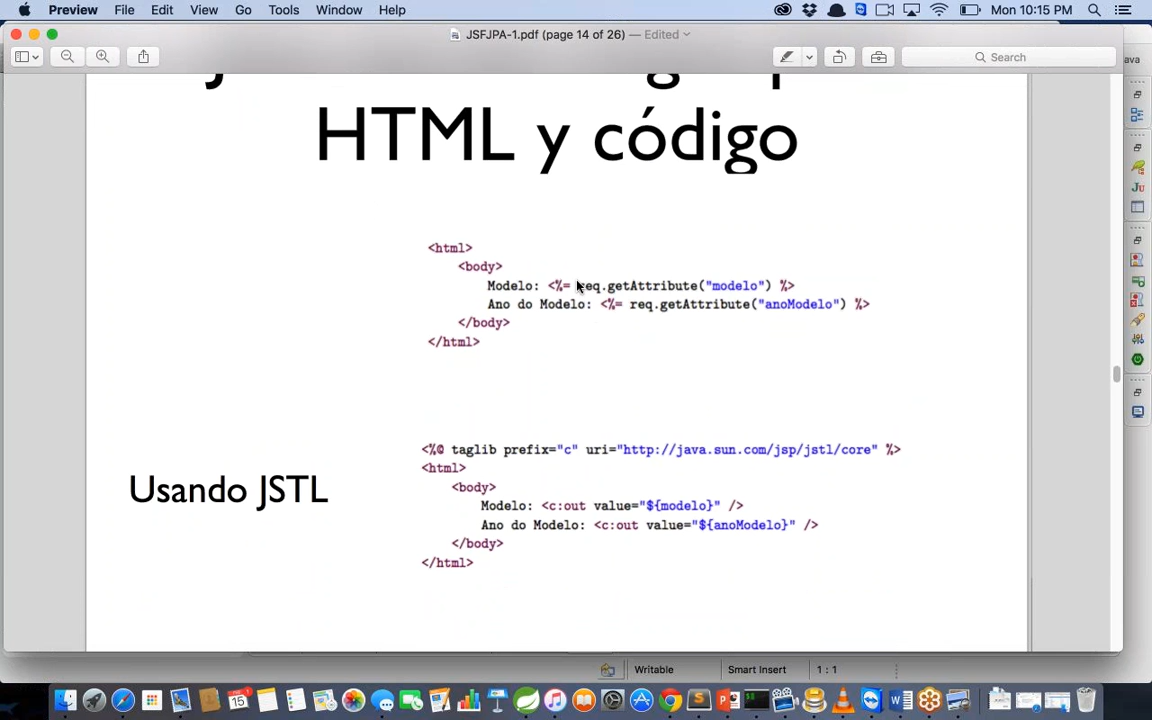 Preview File Edit View Go Tools Window Help Mon 10:15 PM
JSFJPA-1.pdf (page 14 of 26) — Edited
Search
ava
HTML y código
<html>
<body>
Modelo: <%= req.getAttribute("modelo") %>
Ano do Modelo: <%= req.getAttribute("anoModelo") %>
</body>
</html>
Usando JSTL
<%@ taglib prefix="c" uri="http://java.sun.com/jsp/jstl/core" %>
<html>
<body>
Modelo: <c:out value="${modelo}" />
Ano do Modelo: <c:out value="${anoModelo}" />
</body>
</html>
Writable Smart Insert 1 : 1
15